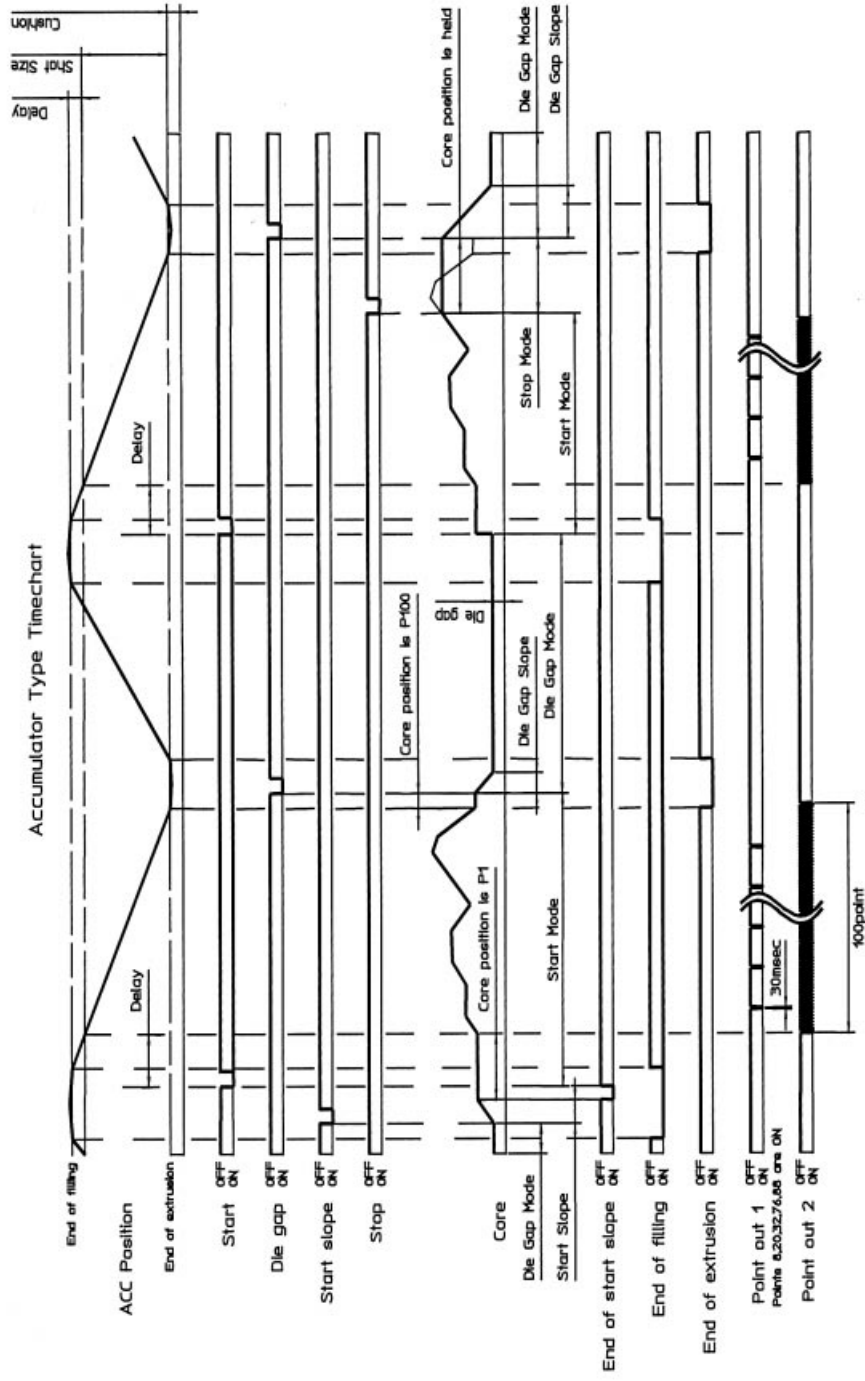 Accumulator Type Timechart
Delay
Shot Size
Cushion
End of filling
ACC Position
End of extrusion
Delay
Delay
Start
OFF
ON
Die gap
OFF
ON
Start slope
OFF
ON
Stop
OFF
ON
Core position is P100
Core position is held
Die gap
Core
Core position is P1
Die Gap Mode
Start Slope
Start Mode
Die Gap Slope
Die Gap Mode
Stop Mode
Start Mode
Die Gap Mode
Die Gap Slope
End of start slope
OFF
ON
End of filling
OFF
ON
End of extrusion
OFF
ON
Point out 1
OFF
ON
Points 8,20,32,76,88 are ON
30msec
Point out 2
OFF
ON
100point